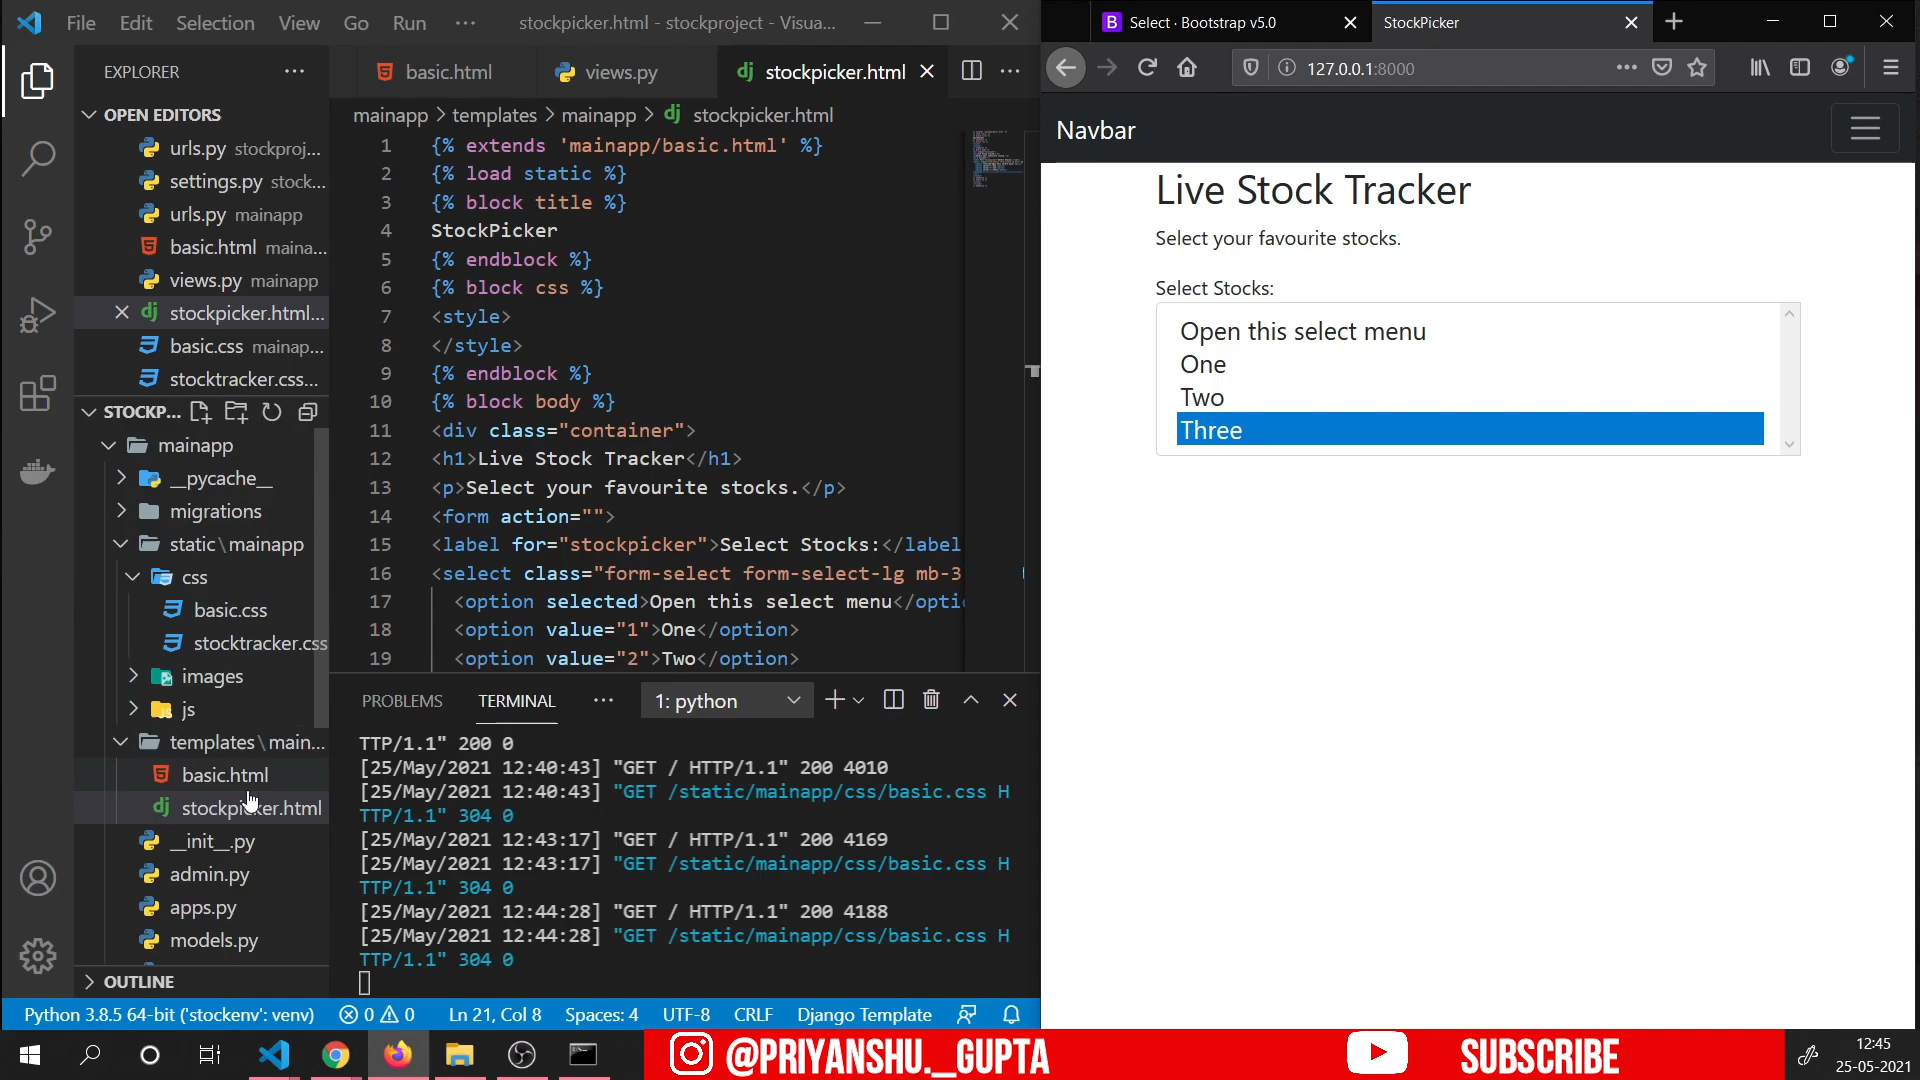 File Edit Selection View Go Run ··· stockpicker.html - stockproject - Visua...
EXPLORER ···
OPEN EDITORS
urls.py stockproj...
settings.py stock...
urls.py mainapp
basic.html maina...
views.py mainapp
stockpicker.html...
basic.css mainap...
stocktracker.css...
STOCKP...
mainapp
__pycache__
migrations
static\mainapp
css
basic.css
stocktracker.css
images
js
templates\main...
basic.html
stockpicker.html
__init__.py
admin.py
apps.py
models.py
OUTLINE
basic.html views.py stockpicker.html
mainapp > templates > mainapp > dj stockpicker.html
1 {% extends 'mainapp/basic.html' %}
2 {% load static %}
3 {% block title %}
4 StockPicker
5 {% endblock %}
6 {% block css %}
7 <style>
8 </style>
9 {% endblock %}
10 {% block body %}
11 <div class="container">
12 <h1>Live Stock Tracker</h1>
13 <p>Select your favourite stocks.</p>
14 <form action="">
15 <label for="stockpicker">Select Stocks:</label
16 <select class="form-select form-select-lg mb-3
17 <option selected>Open this select menu</optio
18 <option value="1">One</option>
19 <option value="2">Two</option>
PROBLEMS TERMINAL ··· 1: python
TTP/1.1" 200 0
[25/May/2021 12:40:43] "GET / HTTP/1.1" 200 4010
[25/May/2021 12:40:43] "GET /static/mainapp/css/basic.css H
TTP/1.1" 304 0
[25/May/2021 12:43:17] "GET / HTTP/1.1" 200 4169
[25/May/2021 12:43:17] "GET /static/mainapp/css/basic.css H
TTP/1.1" 304 0
[25/May/2021 12:44:28] "GET / HTTP/1.1" 200 4188
[25/May/2021 12:44:28] "GET /static/mainapp/css/basic.css H
TTP/1.1" 304 0
Python 3.8.5 64-bit ('stockenv': venv) 0 0 Ln 21, Col 8 Spaces: 4 UTF-8 CRLF Django Template
B Select · Bootstrap v5.0 StockPicker
127.0.0.1:8000
Navbar
Live Stock Tracker
Select your favourite stocks.
Select Stocks:
Open this select menu
One
Two
Three
@PRIYANSHU._GUPTA SUBSCRIBE
12:45
25-05-2021